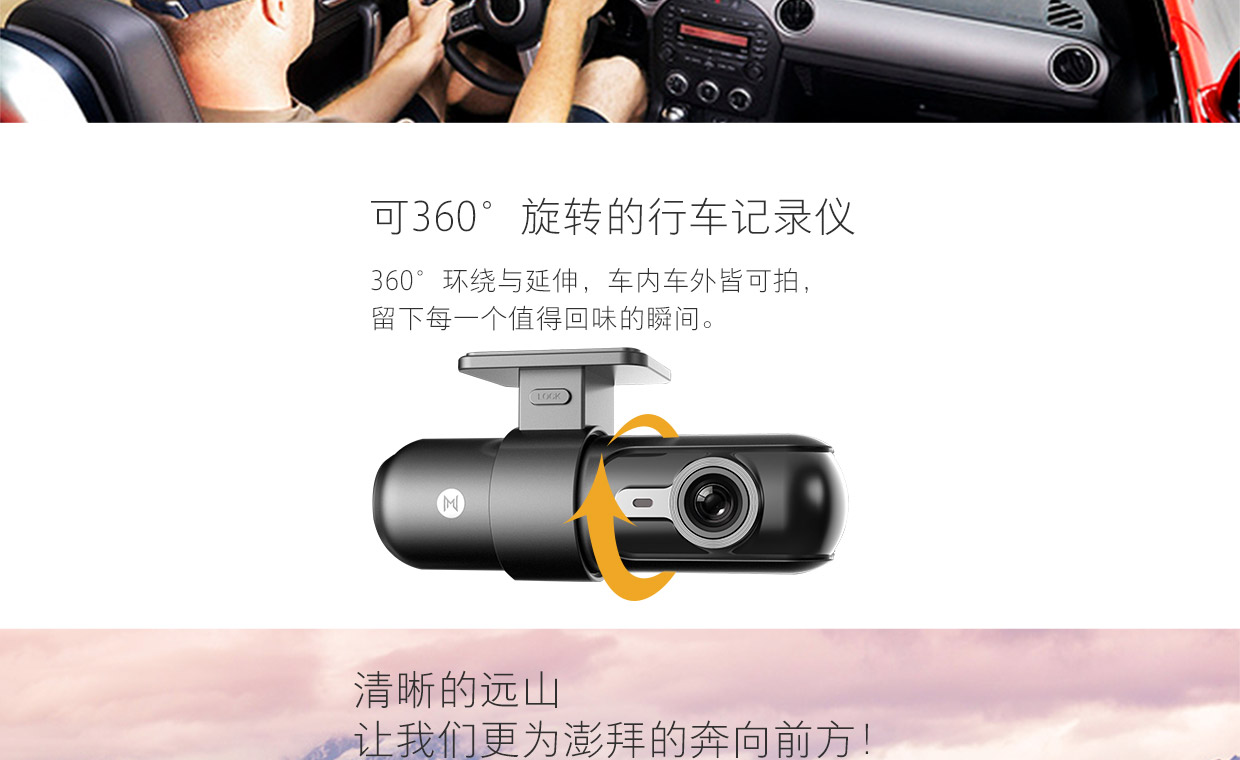 可360°旋转的行车记录仪
360°环绕与延伸，车内车外皆可拍，
留下每一个值得回味的瞬间。
LOCK
M
清晰的远山
让我们更为澎拜的奔向前方！